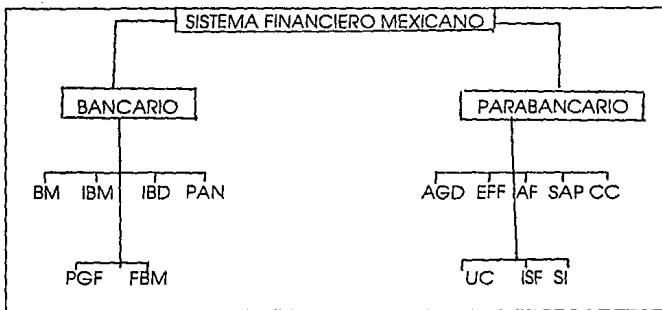 SISTEMA FINANCIERO MEXICANO
BANCARIO PARABANCARIO
BM IBM IBD PAN AGD EFF AF SAP CC
PGF FBM UC ISF SI